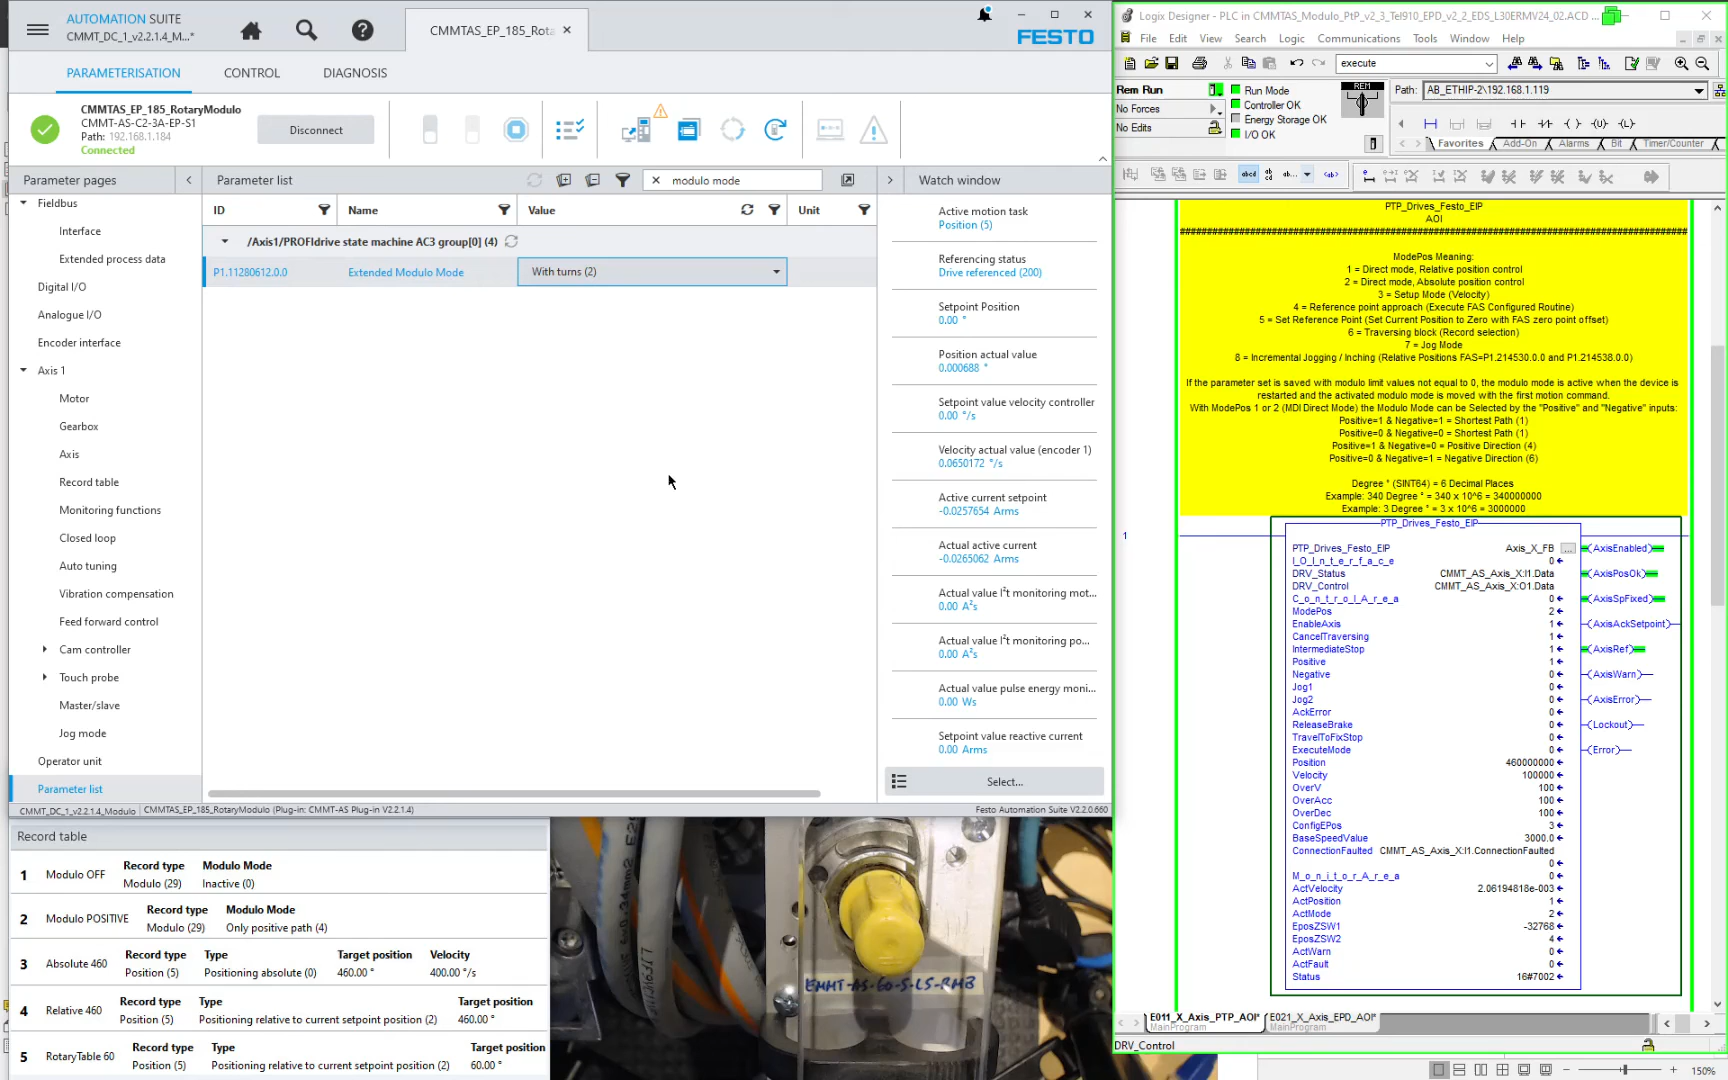 AUTOMATION SUITE
CMMT_DC_1_v2.2.1.4_M...*
CMMTAS_EP_185_Rota
FESTO
PARAMETERISATION
CONTROL
DIAGNOSIS
CMMTAS_EP_185_RotaryModulo
CMMT-AS-C2-3A-EP-S1
Path: 192.168.1.184
Connected
Disconnect
Parameter pages
Fieldbus
Interface
Extended process data
Digital I/O
Analogue I/O
Encoder interface
Axis 1
Motor
Gearbox
Axis
Record table
Monitoring functions
Closed loop
Auto tuning
Vibration compensation
Feed forward control
Cam controller
Touch probe
Master/slave
Jog mode
Operator unit
Parameter list
Parameter list
modulo mode
ID Name Value Unit
/Axis1/PROFIdrive state machine AC3 group[0] (4)
P1.11280612.0.0 Extended Modulo Mode With turns (2)
Watch window
Active motion task
Position (5)
Referencing status
Drive referenced (200)
Setpoint Position
0.00 °
Position actual value
0.000688 °
Setpoint value velocity controller
0.00 °/s
Velocity actual value (encoder 1)
0.0650172 °/s
Active current setpoint
-0.0257654 Arms
Actual active current
-0.0265062 Arms
Actual value I²t monitoring mot...
0.00 A²s
Actual value I²t monitoring po...
0.00 A²s
Actual value pulse energy moni...
0.00 Ws
Setpoint value reactive current
0.00 Arms
Select...
CMMT_DC_1_v2.2.1.4_Modulo CMMTAS_EP_185_RotaryModulo (Plug-in: CMMT-AS Plug-in V2.2.1.4)
Festo Automation Suite V2.2.0.660
Record table
1 Modulo OFF Record type Modulo Mode
Modulo (29) Inactive (0)
2 Modulo POSITIVE Record type Modulo Mode
Modulo (29) Only positive path (4)
3 Absolute 460 Record type Type Target position Velocity
Position (5) Positioning absolute (0) 460.00 ° 400.00 °/s
4 Relative 460 Record type Type Target position
Position (5) Positioning relative to current setpoint position (2) 460.00 °
5 RotaryTable 60 Record type Type Target position
Position (5) Positioning relative to current setpoint position (2) 60.00 °
EMMT-AS-60-S-LS-RMB
Logix Designer - PLC in CMMTAS_Modulo_PtP_v2_3_Tel910_EPD_v2_2_EDS_L30ERMV24_02.ACD
File Edit View Search Logic Communications Tools Window Help
execute
Rem Run
No Forces
No Edits
Run Mode
Controller OK
Energy Storage OK
I/O OK
REM
Path: AB_ETHIP-2\192.168.1.119
Favorites Add-On Alarms Bit Timer/Counter
PTP_Drives_Festo_EIP
AOI
ModePos Meaning:
1 = Direct mode, Relative position control
2 = Direct mode, Absolute position control
3 = Setup Mode (Velocity)
4 = Reference point approach (Execute FAS Configured Routine)
5 = Set Reference Point (Set Current Position to Zero with FAS zero point offset)
6 = Traversing block (Record selection)
7 = Jog Mode
8 = Incremental Jogging / Inching (Relative Positions FAS=P1.214530.0.0 and P1.214538.0.0)
If the parameter set is saved with modulo limit values not equal to 0, the modulo mode is active when the device is
restarted and the activated modulo mode is moved with the first motion command.
With ModePos 1 or 2 (MDI Direct Mode) the Modulo Mode can be Selected by the "Positive" and "Negative" inputs:
Positive=1 & Negative=1 = Shortest Path (1)
Positive=0 & Negative=0 = Shortest Path (1)
Positive=1 & Negative=0 = Positive Direction (4)
Positive=0 & Negative=1 = Negative Direction (6)
Degree ° (SINT64) = 6 Decimal Places
Example: 340 Degree ° = 340 x 10^6 = 340000000
Example: 3 Degree ° = 3 x 10^6 = 3000000
1
PTP_Drives_Festo_EIP
PTP_Drives_Festo_EIP Axis_X_FB ... (AxisEnabled)
I_O_I_n_t_e_r_f_a_c_e 0
DRV_Status CMMT_AS_Axis_X:I1.Data (AxisPosOk)
DRV_Control CMMT_AS_Axis_X:O1.Data
C_o_n_t_r_o_l_A_r_e_a 0 (AxisSpFixed)
ModePos 2
EnableAxis 1 (AxisAckSetpoint)
CancelTraversing 1
IntermediateStop 1 (AxisRef)
Positive 1
Negative 0 (AxisWarn)
Jog1 0
Jog2 0 (AxisError)
AckError 0
ReleaseBrake 0 (Lockout)
TravelToFixStop 0
ExecuteMode 0 (Error)
Position 460000000
Velocity 100000
OverV 100
OverAcc 100
OverDec 100
ConfigEPos 3
BaseSpeedValue 3000.0
ConnectionFaulted CMMT_AS_Axis_X:I1.ConnectionFaulted
0
M_o_n_i_t_o_r_A_r_e_a 0
ActVelocity 2.06194818e-003
ActPosition 1
ActMode 2
EposZSW1 -32768
EposZSW2 4
ActWarn 0
ActFault 0
Status 16#7002
E011_X_Axis_PTP_AOI* E021_X_Axis_EPD_AOI*
MainProgram MainProgram
DRV_Control
150%